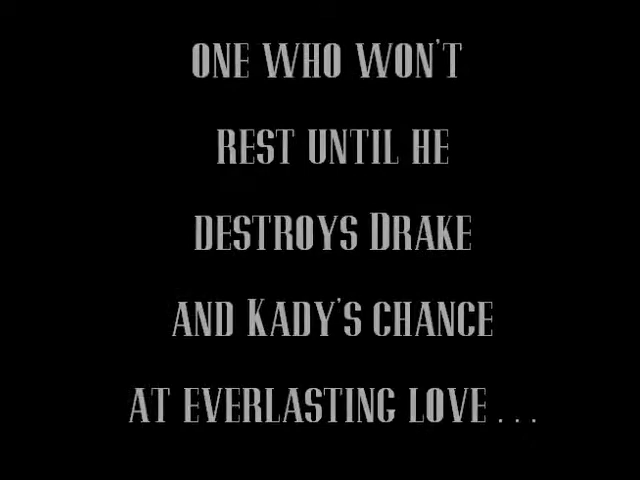 ONE WHO WON'T
REST UNTIL HE
DESTROYS DRAKE
AND KADY'S CHANCE
AT EVERLASTING LOVE . . .